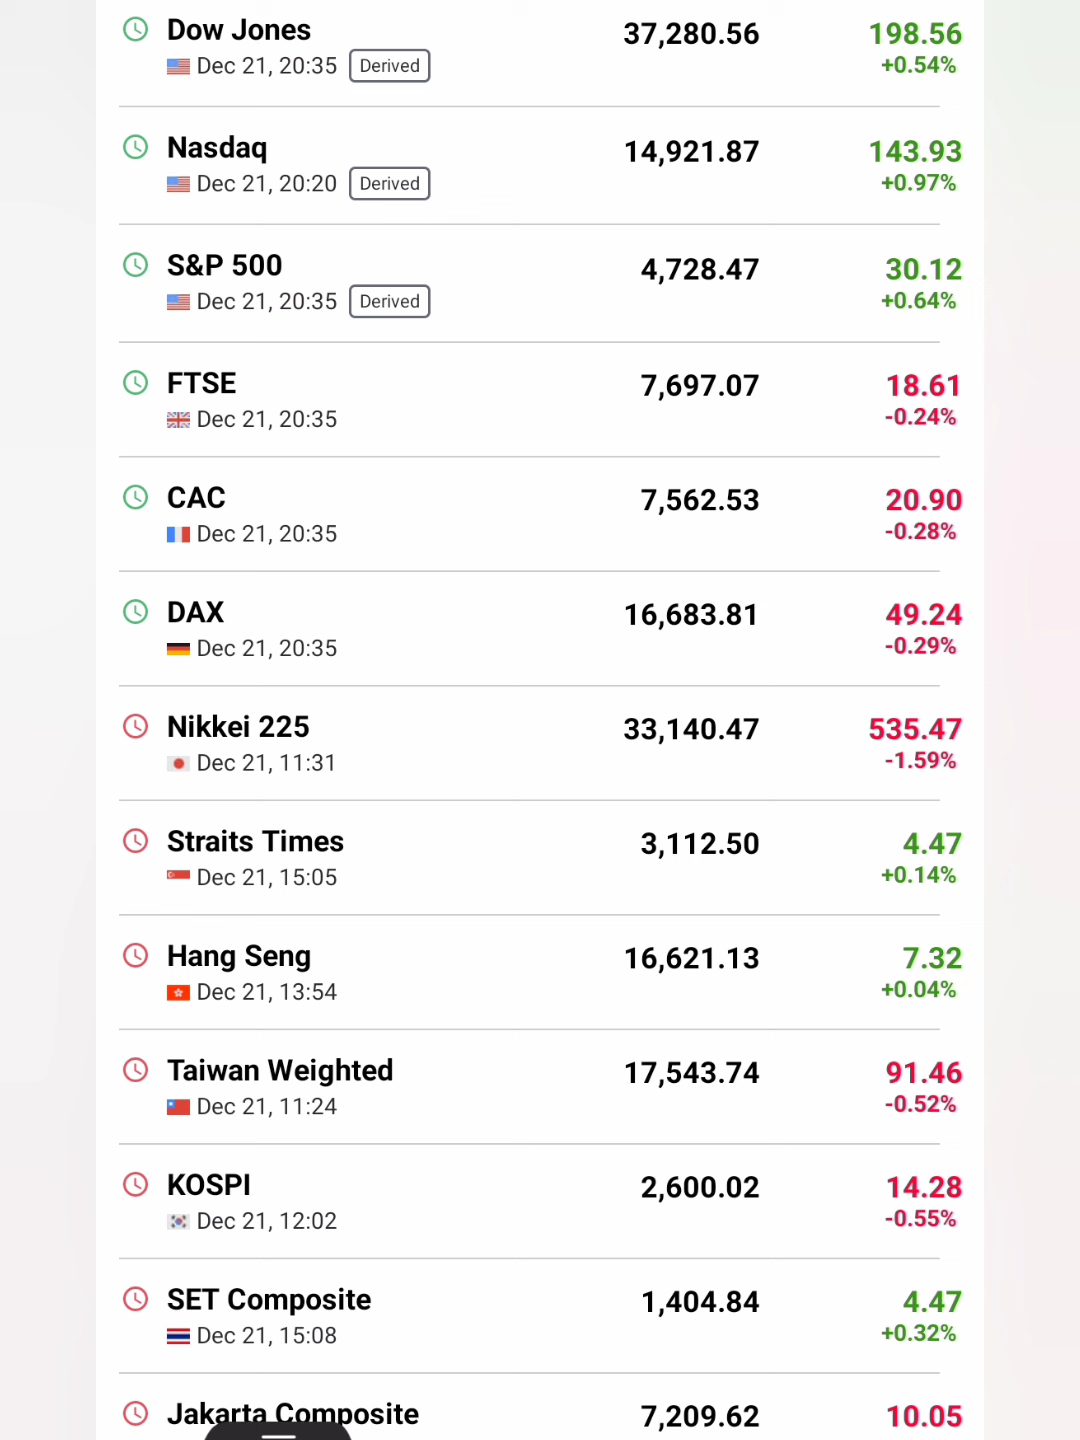 Dow Jones 37,280.56 198.56
Dec 21, 20:35 Derived +0.54%
Nasdaq 14,921.87 143.93
Dec 21, 20:20 Derived +0.97%
S&P 500 4,728.47 30.12
Dec 21, 20:35 Derived +0.64%
FTSE 7,697.07 18.61
Dec 21, 20:35 -0.24%
CAC 7,562.53 20.90
Dec 21, 20:35 -0.28%
DAX 16,683.81 49.24
Dec 21, 20:35 -0.29%
Nikkei 225 33,140.47 535.47
Dec 21, 11:31 -1.59%
Straits Times 3,112.50 4.47
Dec 21, 15:05 +0.14%
Hang Seng 16,621.13 7.32
Dec 21, 13:54 +0.04%
Taiwan Weighted 17,543.74 91.46
Dec 21, 11:24 -0.52%
KOSPI 2,600.02 14.28
Dec 21, 12:02 -0.55%
SET Composite 1,404.84 4.47
Dec 21, 15:08 +0.32%
Jakarta Composite 7,209.62 10.05